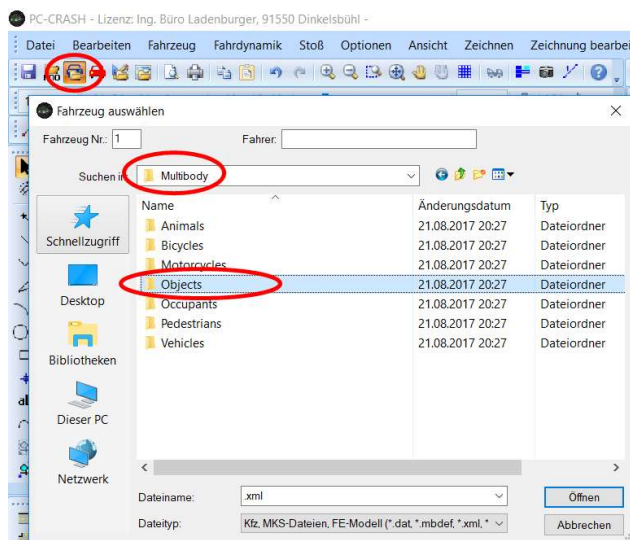 PC-CRASH - Lizenz: Ing. Büro Ladenburger, 91550 Dinkelsbühl -
Datei Bearbeiten Fahrzeug Fahrdynamik Stoß Optionen Ansicht Zeichnen Zeichnung bearbei
Fahrzeug auswählen
Fahrzeug Nr.: 1 Fahrer:
Suchen in: Multibody
Name Änderungsdatum Typ
Animals 21.08.2017 20:27 Dateiordner
Bicycles 21.08.2017 20:27 Dateiordner
Motorcycles 21.08.2017 20:27 Dateiordner
Objects 21.08.2017 20:27 Dateiordner
Occupants 21.08.2017 20:27 Dateiordner
Pedestrians 21.08.2017 20:27 Dateiordner
Vehicles 21.08.2017 20:27 Dateiordner
Schnellzugriff
Desktop
Bibliotheken
Dieser PC
Netzwerk
Dateiname: .xml Öffnen
Dateityp: Kfz, MKS-Dateien, FE-Modell (*.dat, *.mbdef, *.xml, * Abbrechen